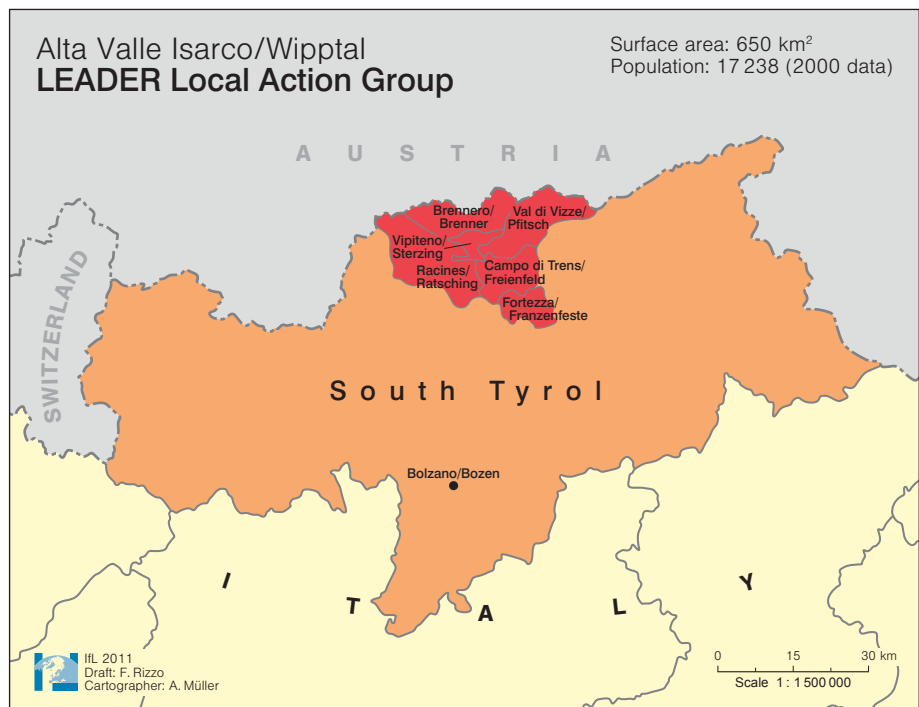 Alta Valle Isarco/Wipptal
LEADER Local Action Group
Surface area: 650 km²
Population: 17 238 (2000 data)
AUSTRIA
SWITZERLAND
Brennero/
Brenner
Val di Vizze/
Pfitsch
Vipiteno/
Sterzing
Racines/
Ratsching
Campo di Trens/
Freienfeld
Fortezza/
Franzenfeste
South Tyrol
Bolzano/Bozen
ITALY
IfL 2011
Draft: F. Rizzo
Cartographer: A. Müller
0 15 30 km
Scale 1 : 1 500 000